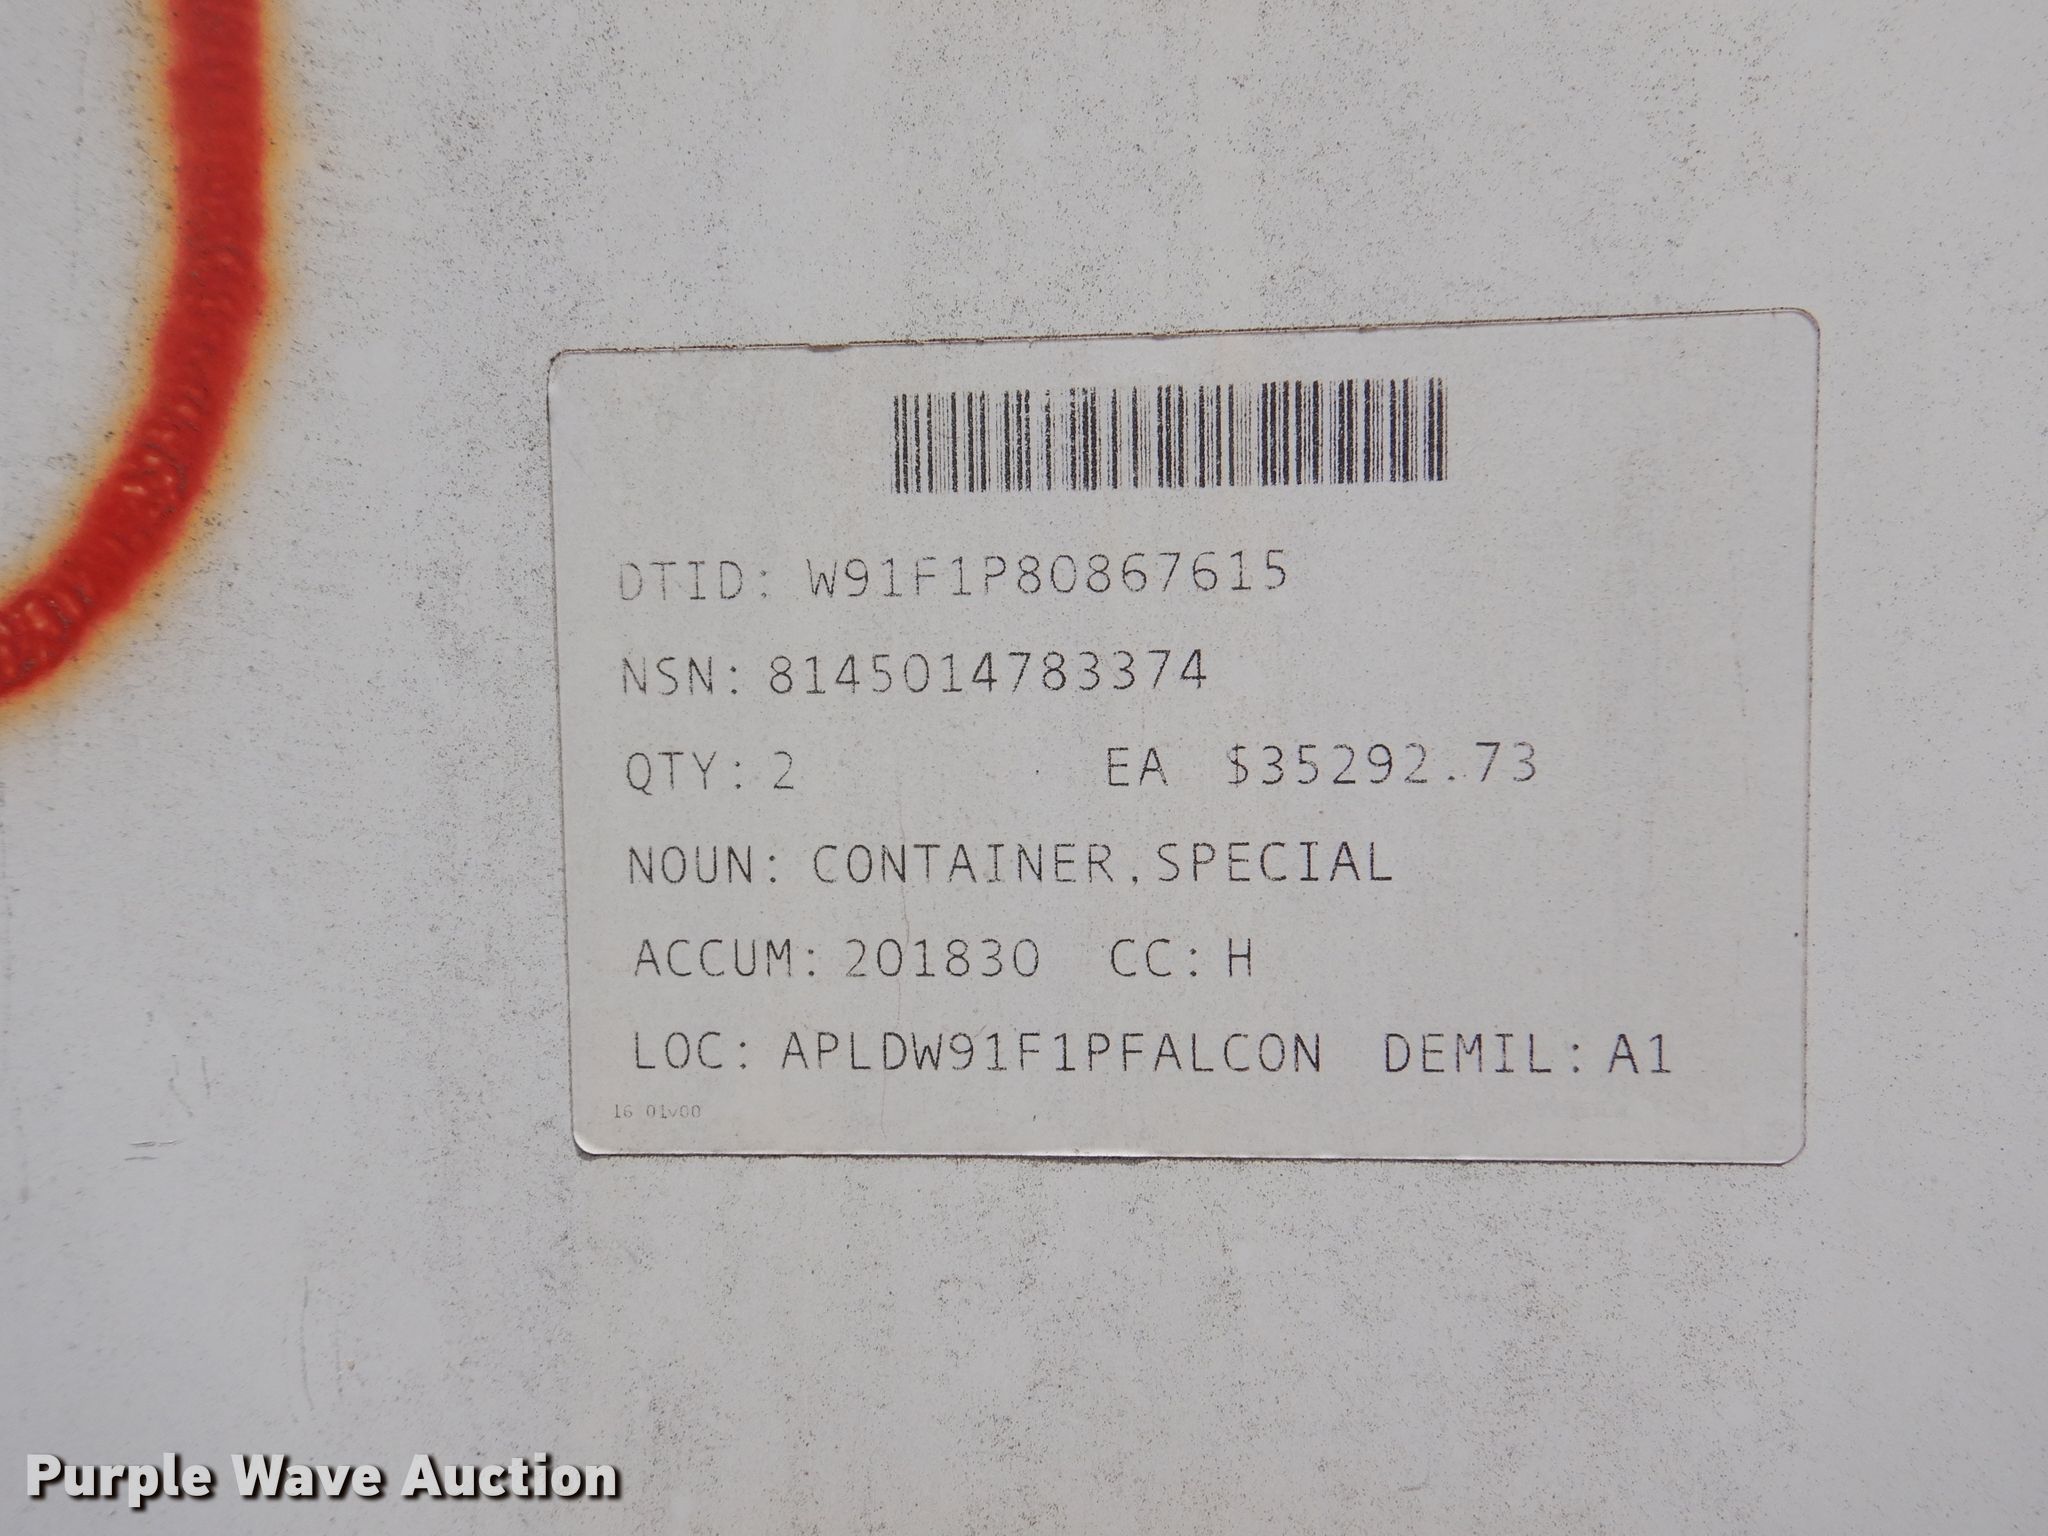 DTID: W91F1P80867615
NSN: 8145014783374
QTY: 2 EA $35292.73
NOUN: CONTAINER,SPECIAL
ACCUM: 201830 CC: H
LOC: APLDW91F1PFALCON DEMIL: A1
16 01v00
Purple Wave Auction